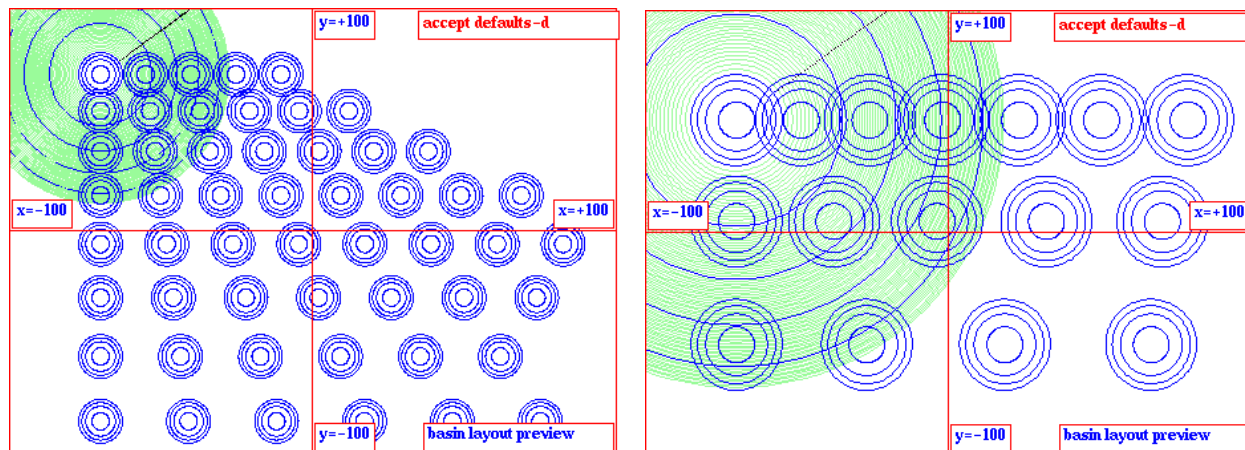 y=+100
accept defaults-d
x=-100
x=+100
y=-100
basin layout preview
y=+100
accept defaults-d
x=-100
x=+100
y=-100
basin layout preview